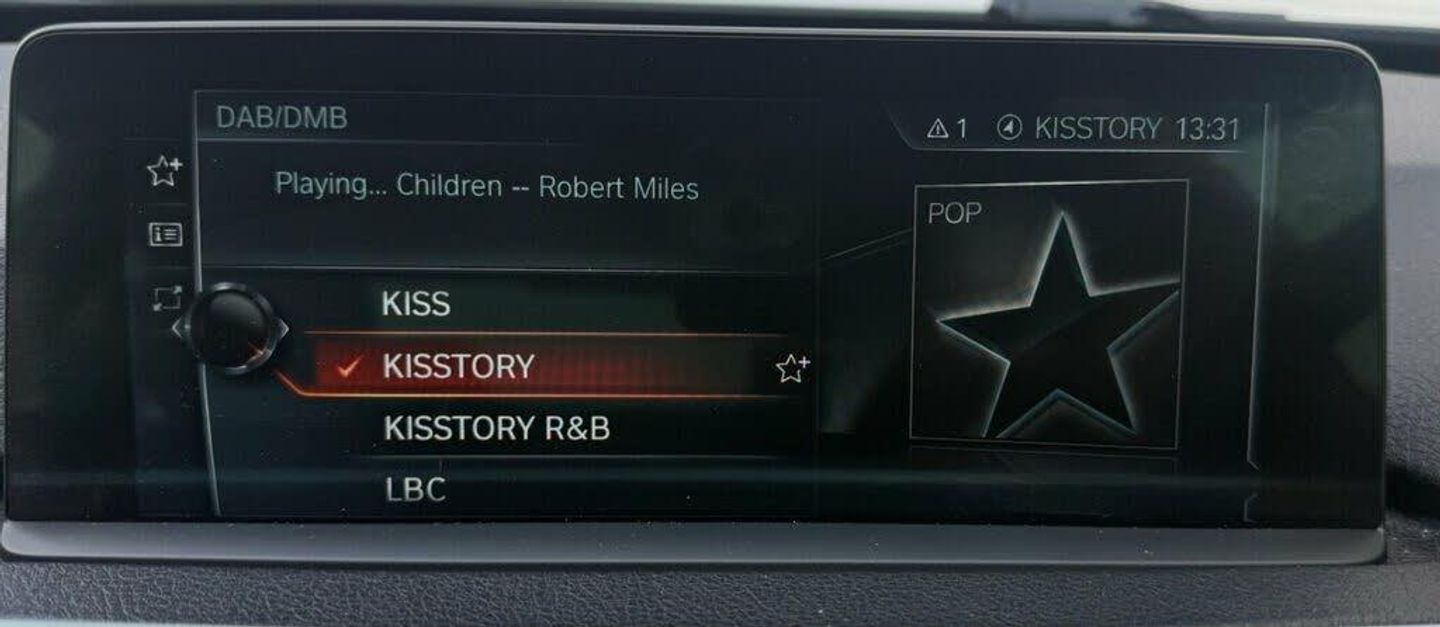 DAB/DMB
1 KISSTORY 13:31
Playing... Children -- Robert Miles
POP
KISS
KISSTORY
KISSTORY R&B
LBC